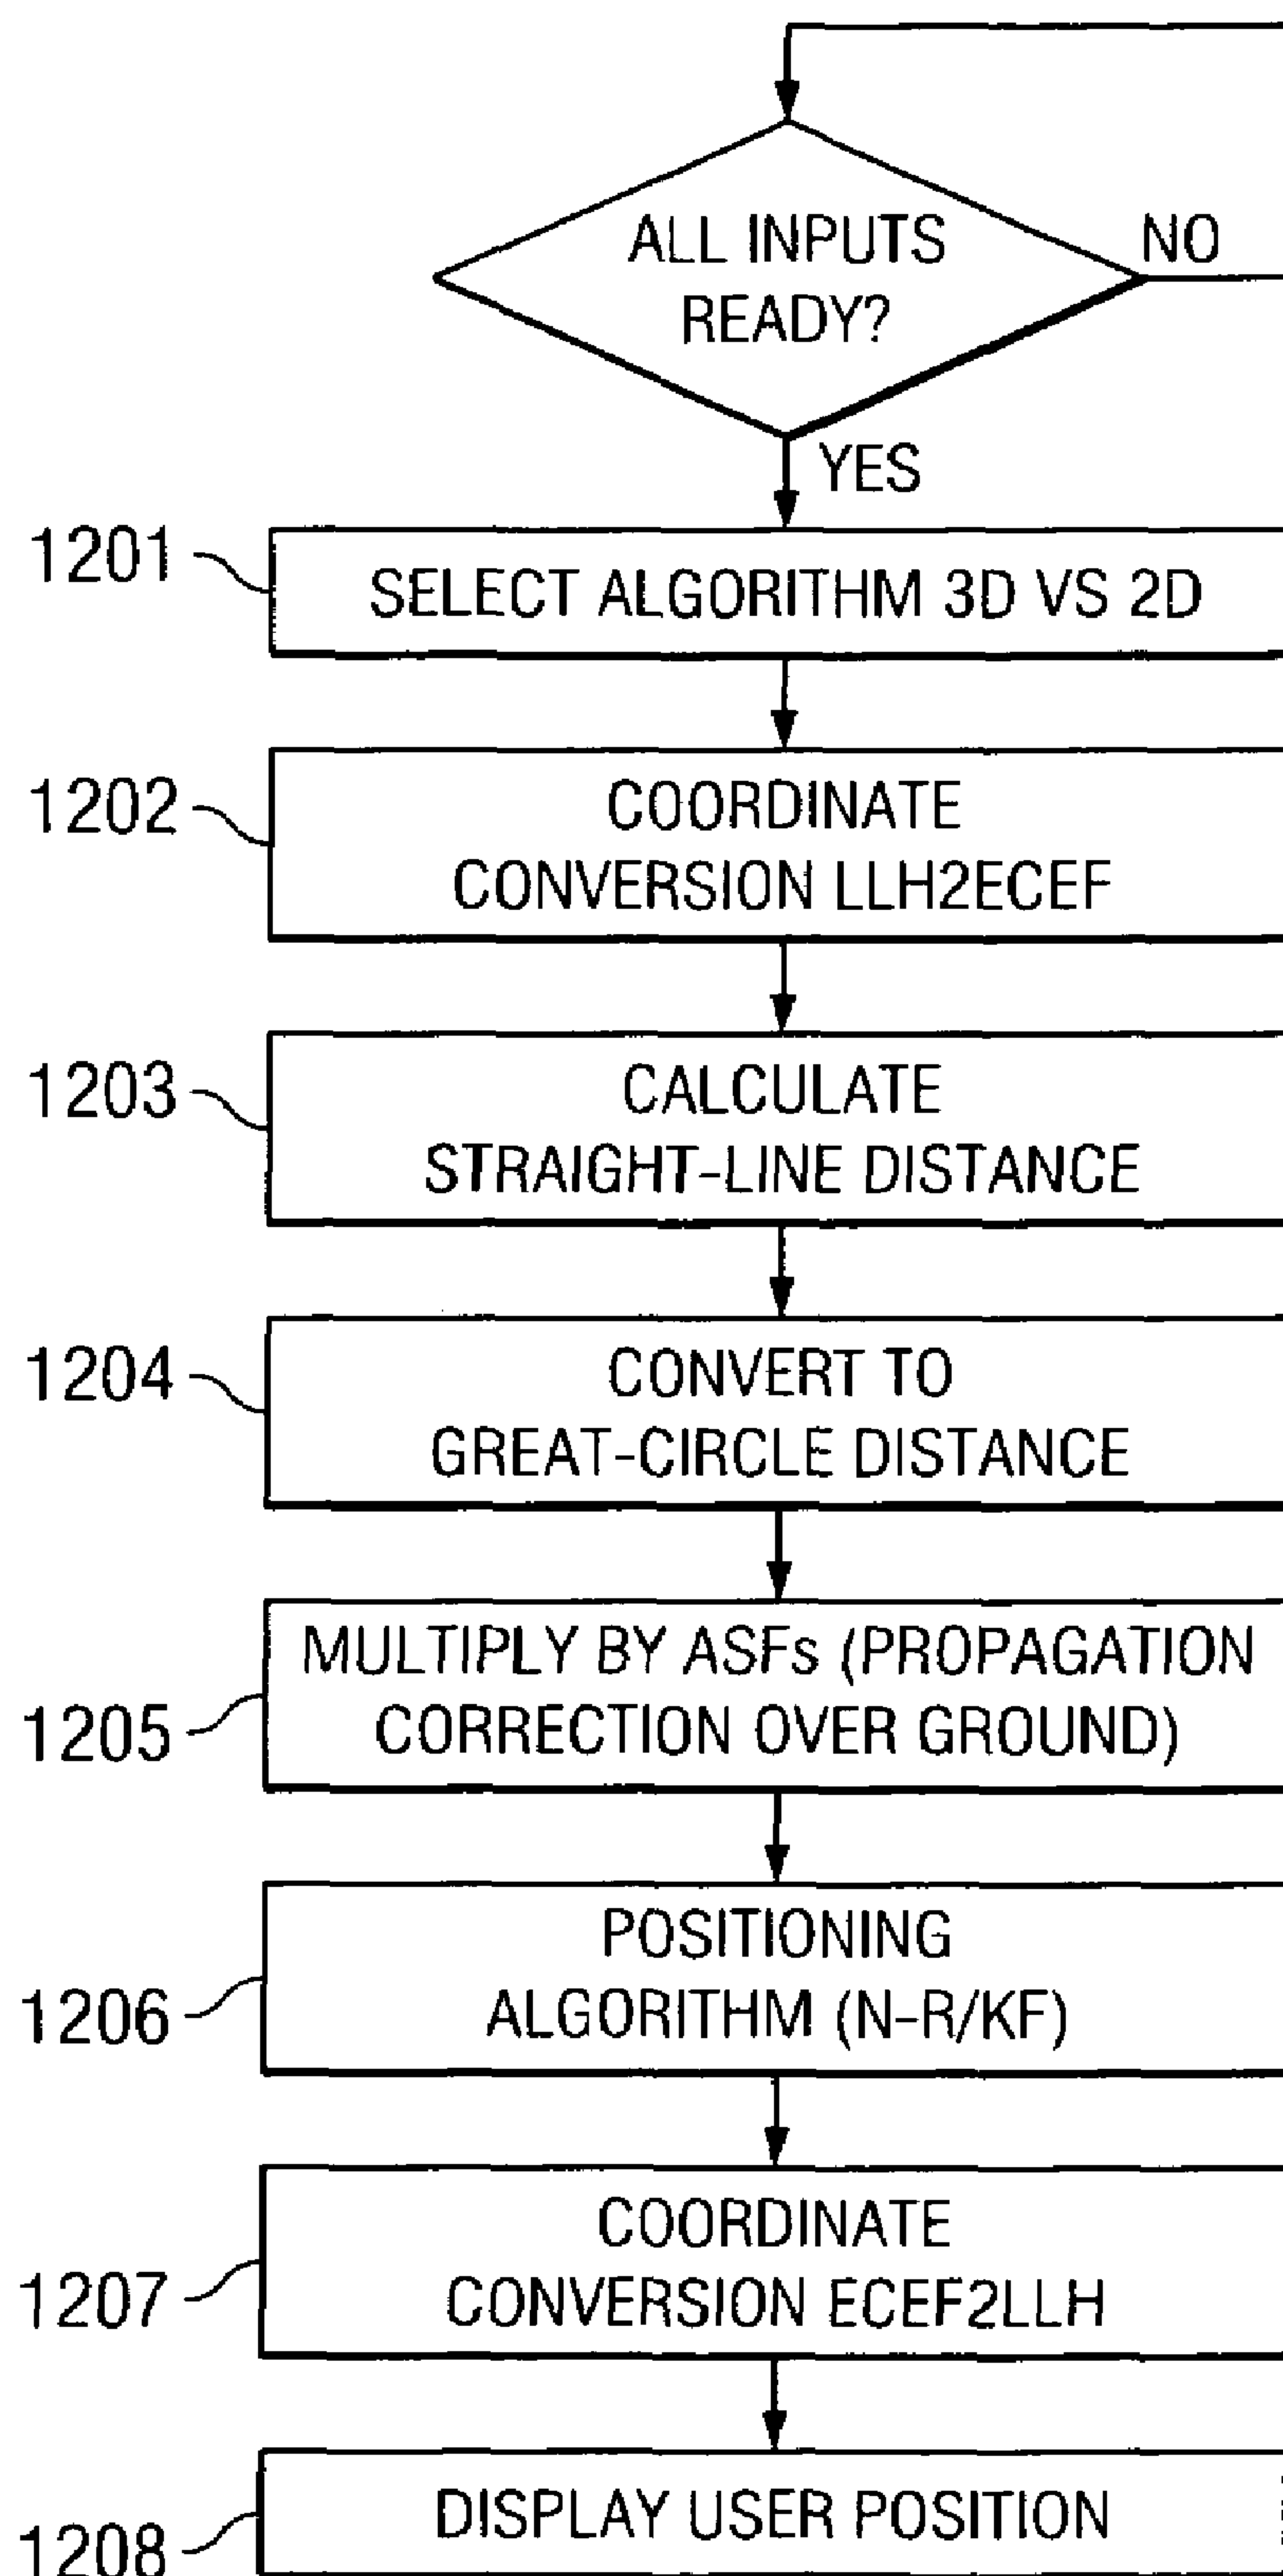 ALL INPUTS
READY?
NO
YES
1201
SELECT ALGORITHM 3D VS 2D
1202
COORDINATE
CONVERSION LLH2ECEF
1203
CALCULATE
STRAIGHT-LINE DISTANCE
1204
CONVERT TO
GREAT-CIRCLE DISTANCE
1205
MULTIPLY BY ASFs (PROPAGATION
CORRECTION OVER GROUND)
1206
POSITIONING
ALGORITHM (N-R/KF)
1207
COORDINATE
CONVERSION ECEF2LLH
1208
DISPLAY USER POSITION